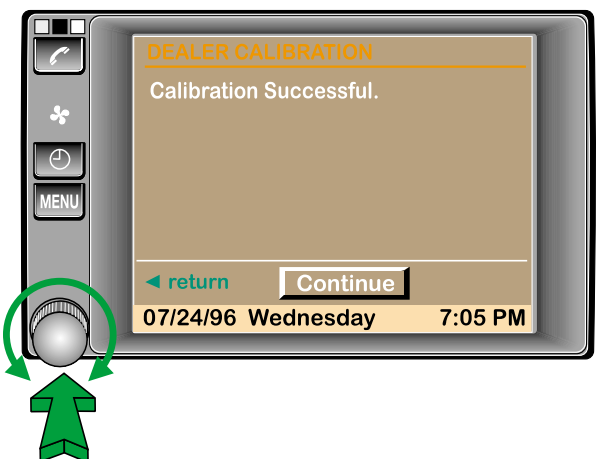 DEALER CALIBRATION
Calibration Successful.
MENU
◄ return Continue
07/24/96 Wednesday 7:05 PM